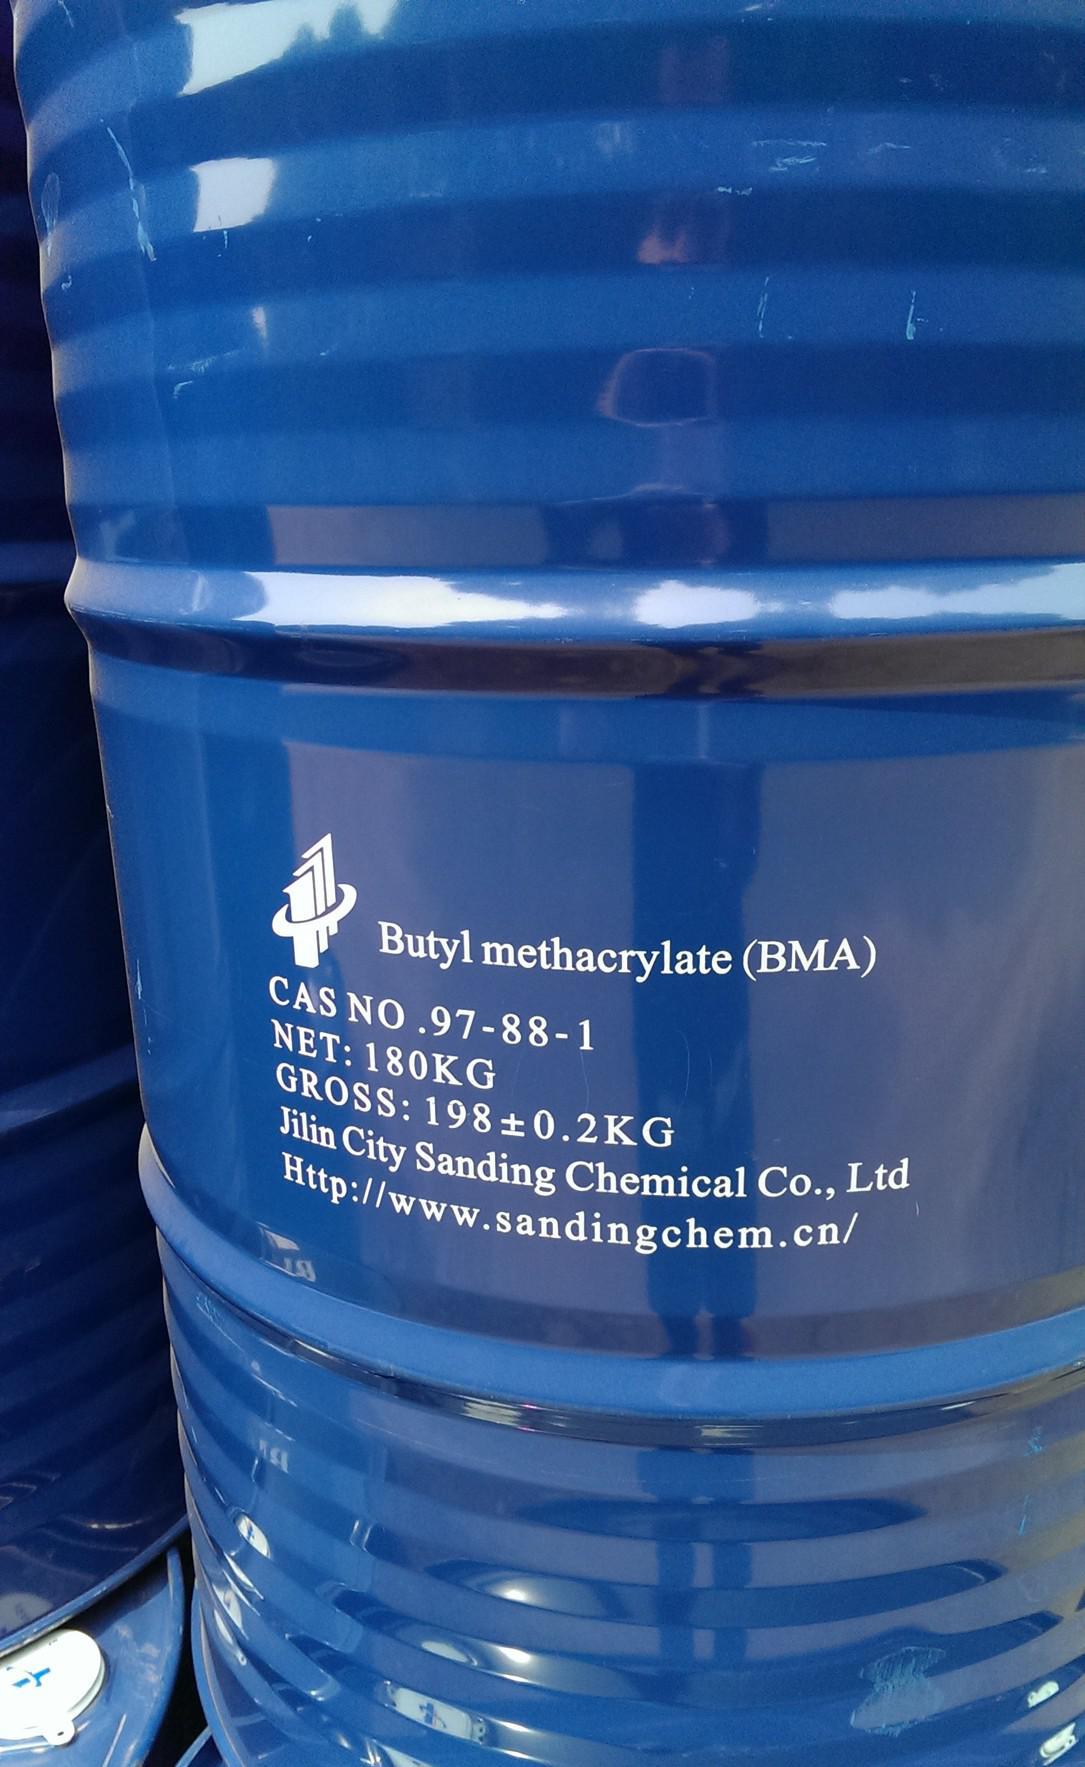 Butyl methacrylate (BMA)
CAS NO .97-88-1
NET: 180KG
GROSS: 198±0.2KG
Jilin City Sanding Chemical Co., Ltd
Http://www.sandingchem.cn/